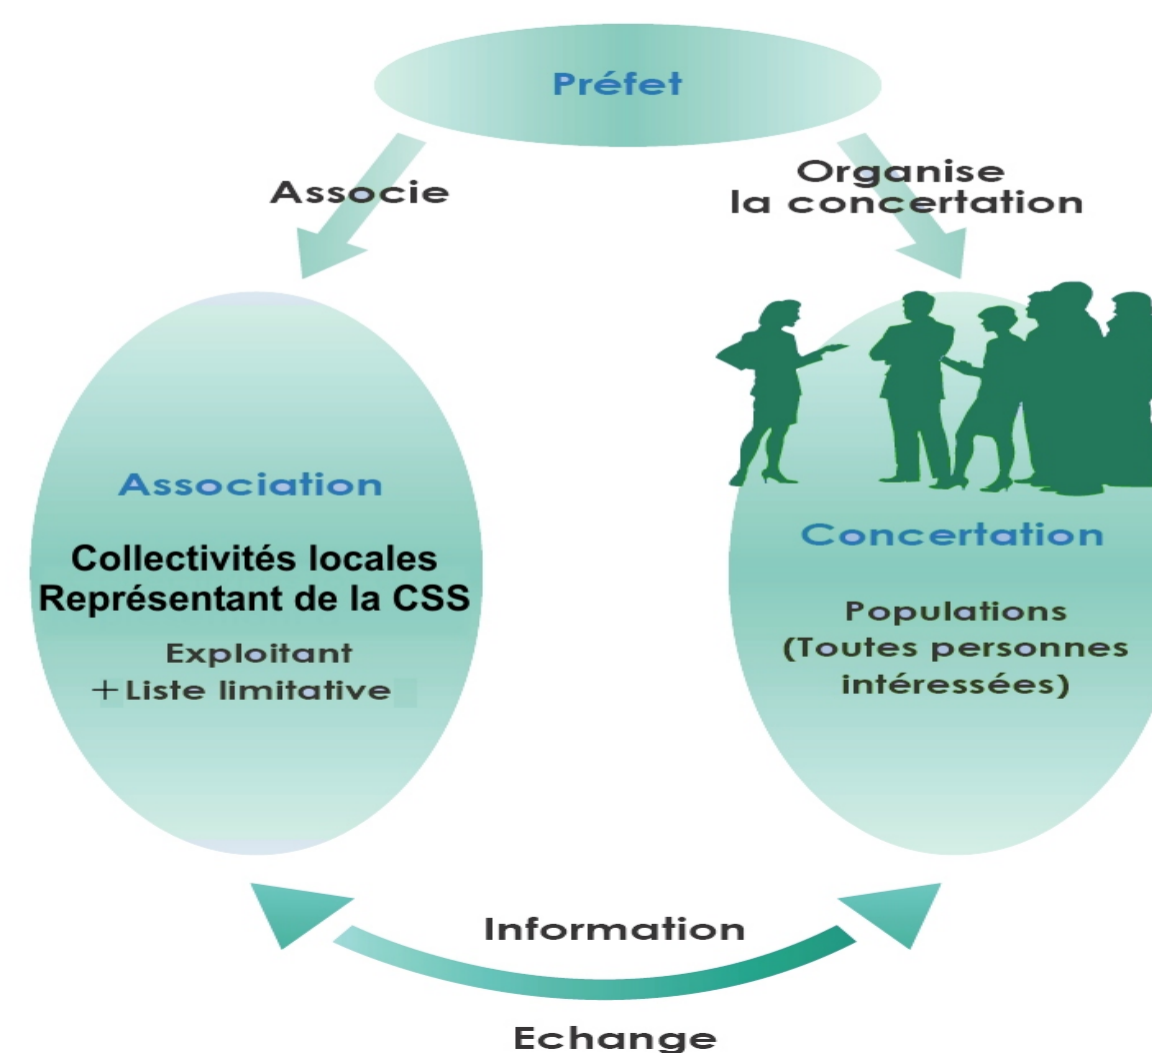 Préfet
Associe
Organise
la concertation
Association
Collectivités locales
Représentant de la CSS
Exploitant
+Liste limitative
Concertation
Populations
(Toutes personnes
intéressées)
Information
Echange